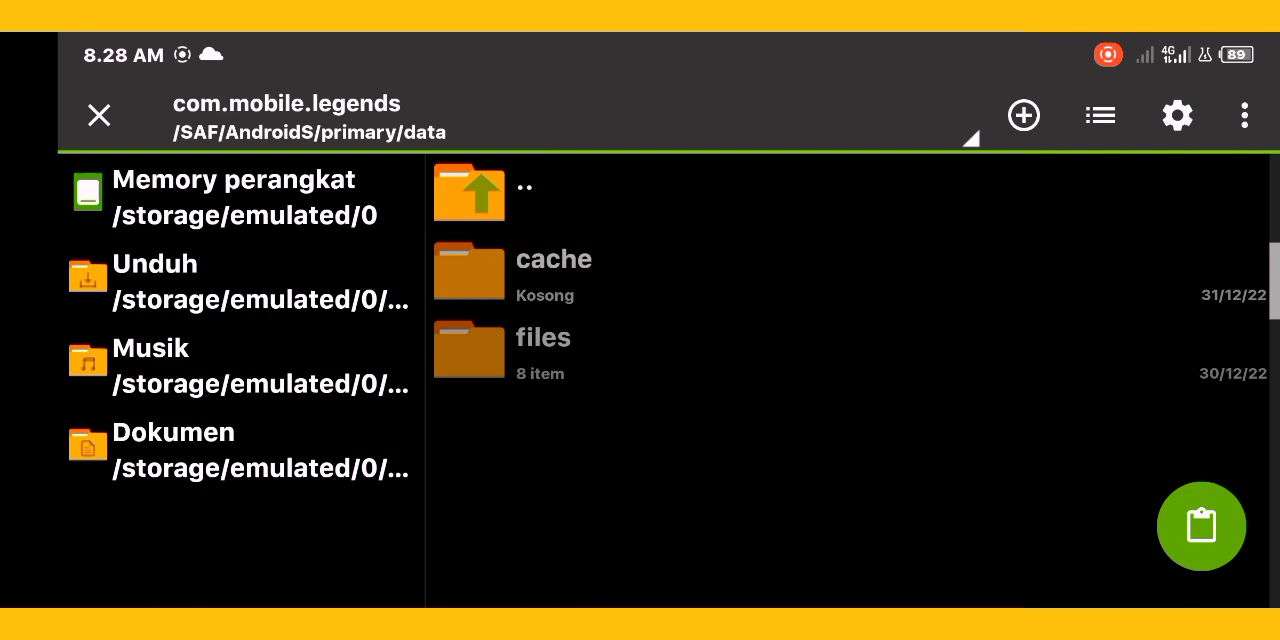 8.28 AM
4G
89
com.mobile.legends
/SAF/AndroidS/primary/data
Memory perangkat
/storage/emulated/0
Unduh
/storage/emulated/0/...
Musik
/storage/emulated/0/...
Dokumen
/storage/emulated/0/...
..
cache
Kosong
31/12/22
files
8 item
30/12/22